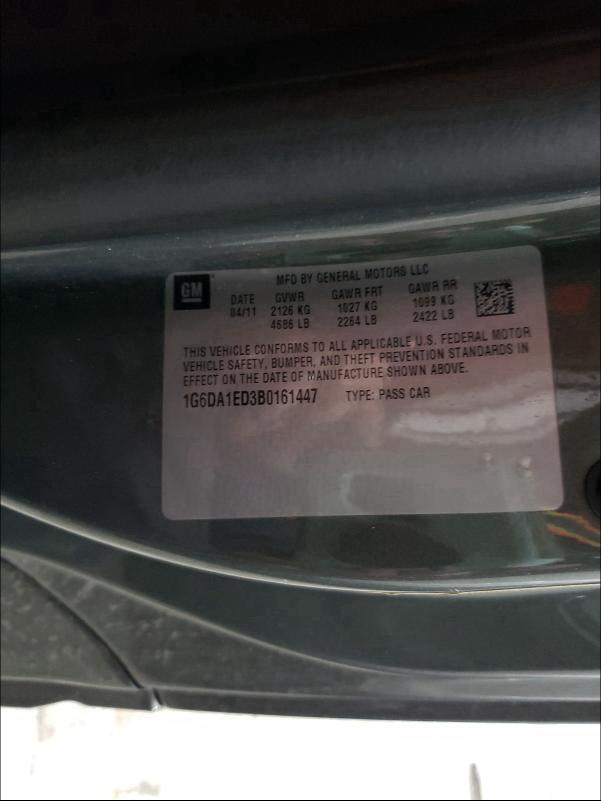 GM
MFD BY GENERAL MOTORS LLC
DATE GVWR GAWR FRT GAWR RR
04/11 2126 KG 1027 KG 1099 KG
4686 LB 2264 LB 2422 LB
THIS VEHICLE CONFORMS TO ALL APPLICABLE U.S. FEDERAL MOTOR
VEHICLE SAFETY, BUMPER, AND THEFT PREVENTION STANDARDS IN
EFFECT ON THE DATE OF MANUFACTURE SHOWN ABOVE.
1G6DA1ED3B0161447 TYPE: PASS CAR